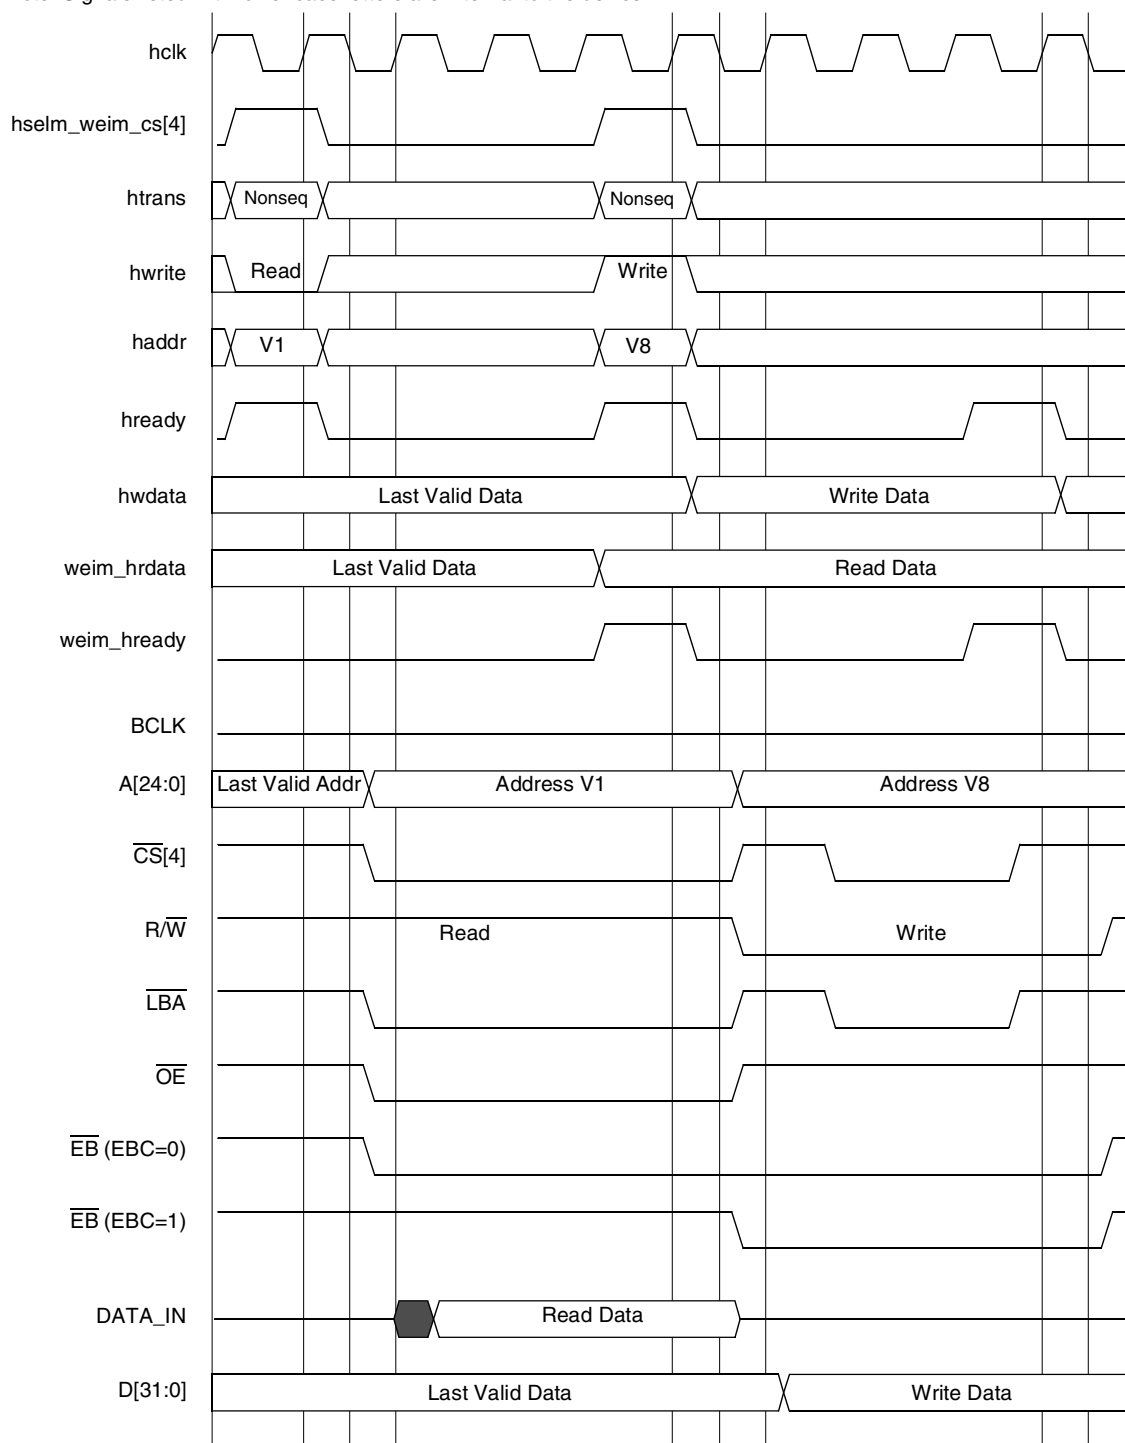 hclk
hselm_weim_cs[4]
htrans Nonseq Nonseq
hwrite Read Write
haddr V1 V8
hready
hwdata Last Valid Data Write Data
weim_hrdata Last Valid Data Read Data
weim_hready
BCLK
A[24:0] Last Valid Addr Address V1 Address V8
CS[4]
R/W Read Write
LBA
OE
EB (EBC=0)
EB (EBC=1)
DATA_IN Read Data
D[31:0] Last Valid Data Write Data